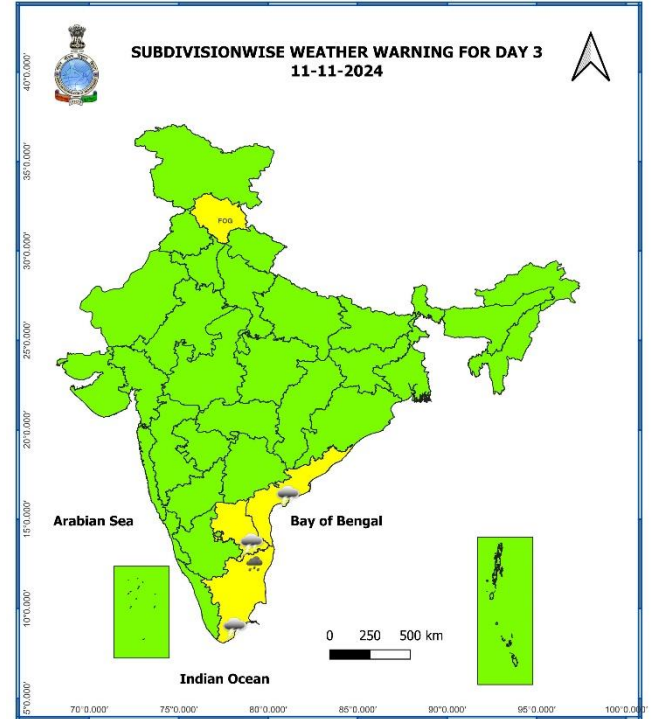 SUBDIVISIONWISE WEATHER WARNING FOR DAY 3
11-11-2024
40°0.000'
35°0.000'
30°0.000'
25°0.000'
20°0.000'
15°0.000'
10°0.000'
5°0.000'
FOG
Arabian Sea
Bay of Bengal
0 250 500 km
Indian Ocean
70°0.000' 75°0.000' 80°0.000' 85°0.000' 90°0.000' 95°0.000' 100°0.000'